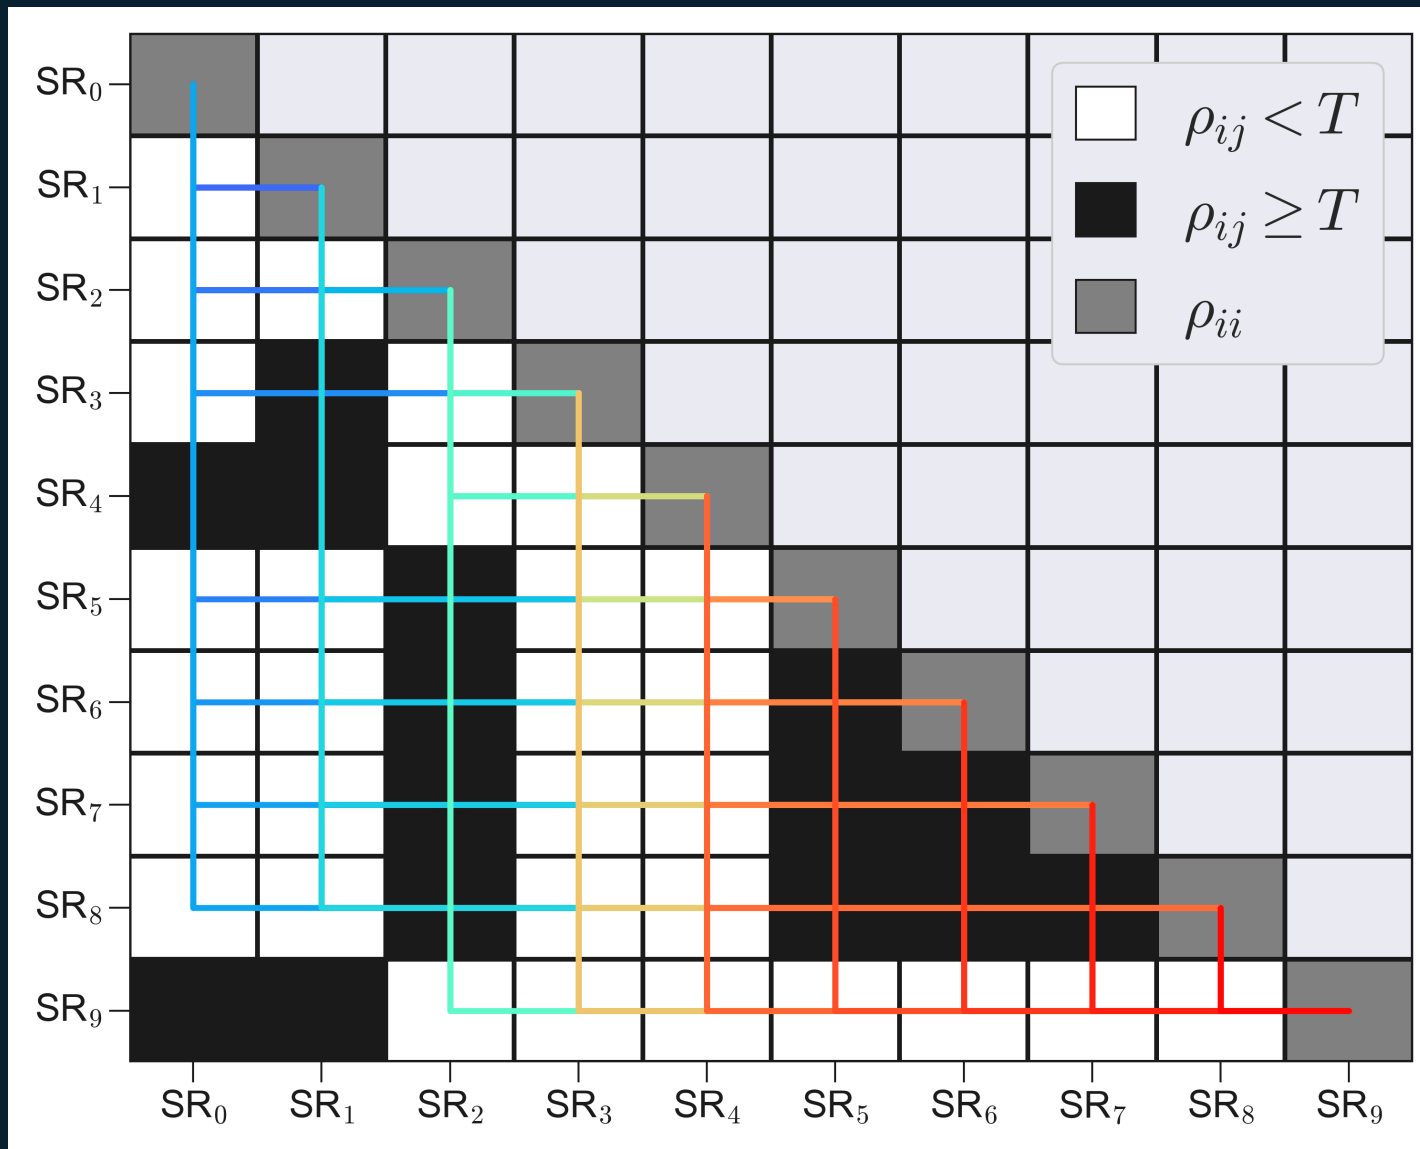 SR₀
SR₁
SR₂
SR₃
SR₄
SR₅
SR₆
SR₇
SR₈
SR₉
ρᵢⱼ < T
ρᵢⱼ ≥ T
ρᵢᵢ
SR₀ SR₁ SR₂ SR₃ SR₄ SR₅ SR₆ SR₇ SR₈ SR₉